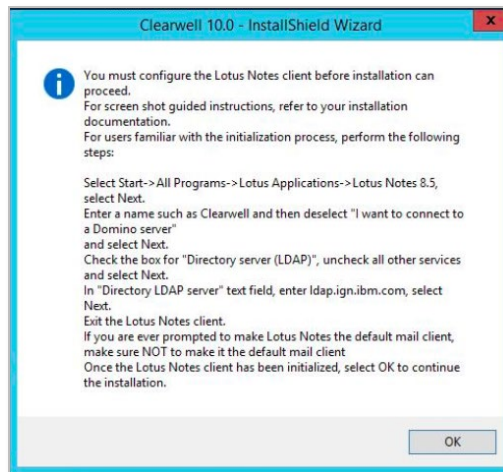 Clearwell 10.0 - InstallShield Wizard
x
You must configure the Lotus Notes client before installation can
proceed.
For screen shot guided instructions, refer to your installation
documentation.
For users familiar with the initialization process, perform the following
steps:
Select Start->All Programs->Lotus Applications->Lotus Notes 8.5,
select Next.
Enter a name such as Clearwell and then deselect "I want to connect to
a Domino server"
and select Next.
Check the box for "Directory server (LDAP)", uncheck all other services
and select Next.
In "Directory LDAP server" text field, enter ldap.ign.ibm.com, select
Next.
Exit the Lotus Notes client.
If you are ever prompted to make Lotus Notes the default mail client,
make sure NOT to make it the default mail client
Once the Lotus Notes client has been initialized, select OK to continue
the installation.
OK